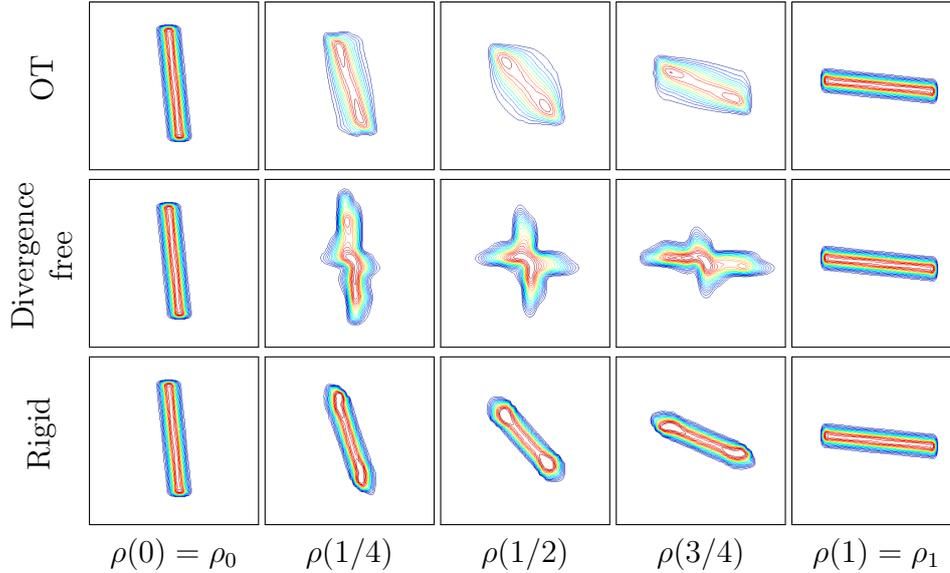 OT
Divergence
free
Rigid
ρ(0) = ρ₀
ρ(1/4)
ρ(1/2)
ρ(3/4)
ρ(1) = ρ₁